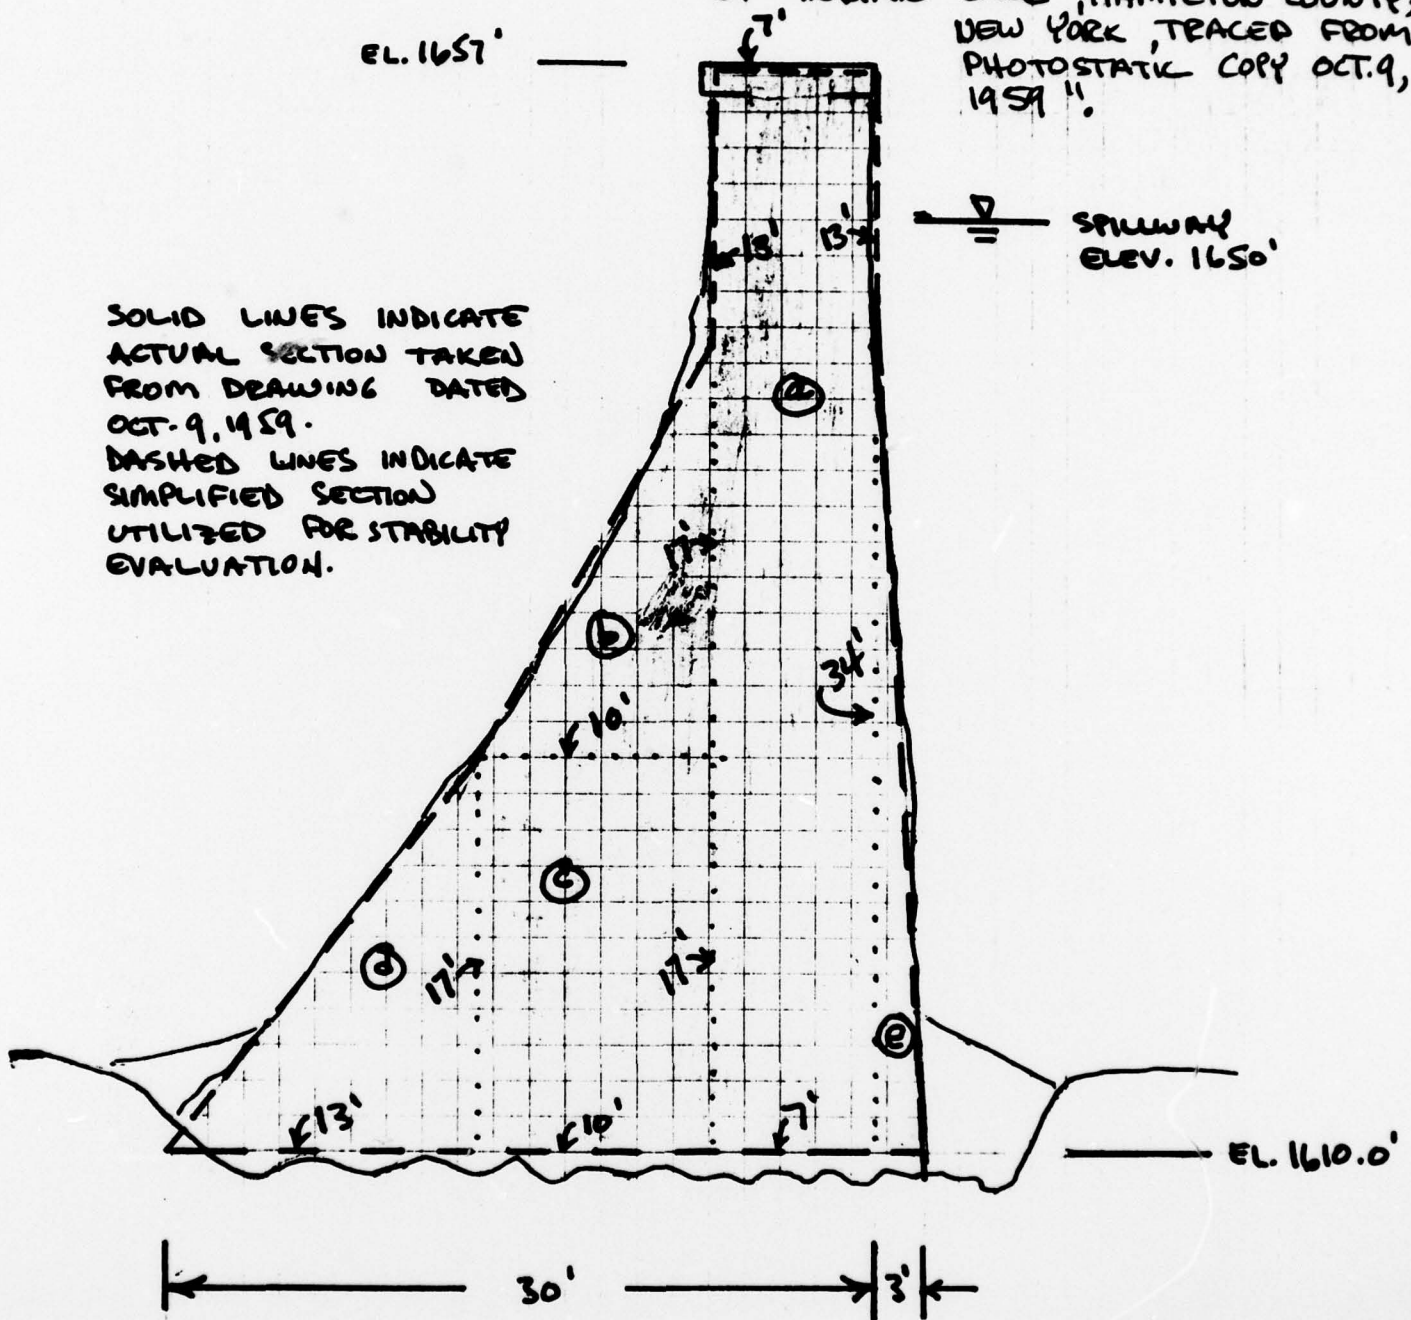 HAMILTON COUNTY,
NEW YORK, TRACED FROM
PHOTOSTATIC COPY OCT. 9,
1959".
7'
EL. 1657'
SPILLWAY
ELEV. 1650'
13'
13'
SOLID LINES INDICATE
ACTUAL SECTION TAKEN
FROM DRAWING DATED
OCT. 9, 1959.
DASHED LINES INDICATE
SIMPLIFIED SECTION
UTILIZED FOR STABILITY
EVALUATION.
a
17'
b
34'
10'
c
d
17'
17'
e
13'
10'
7'
EL. 1610.0'
30'
3'